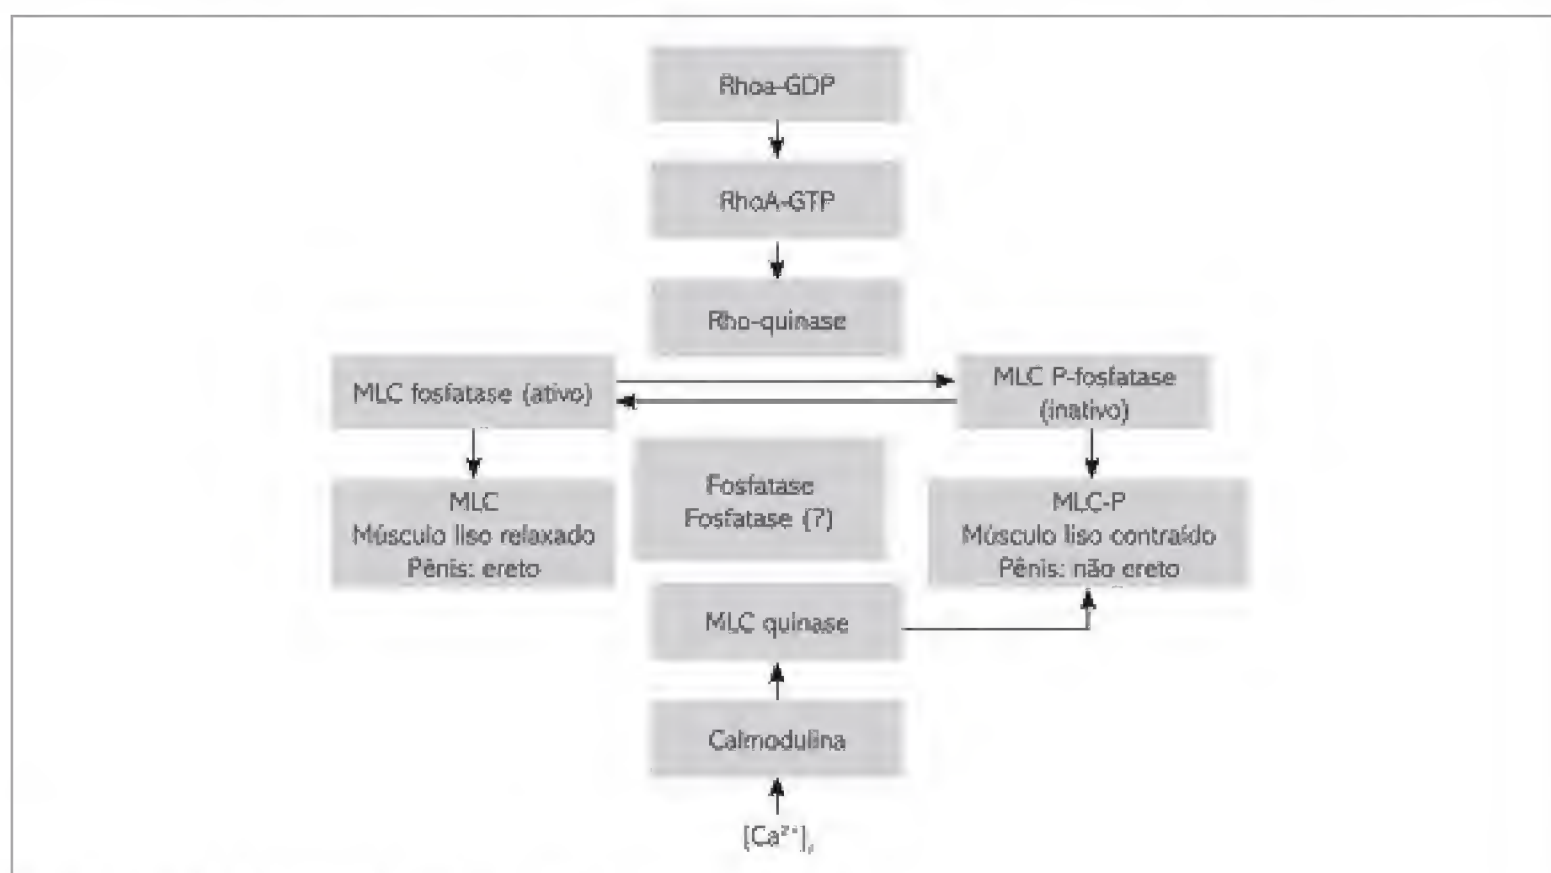 Rhoa-GDP
RhoA-GTP
Rho-quinase
MLC fosfatase (ativo)
MLC P-fosfatase
(inativo)
MLC
Músculo liso relaxado
Pênis: ereto
Fosfatase
Fosfatase (?)
MLC-P
Músculo liso contraído
Pênis: não ereto
MLC quinase
Calmodulina
[Ca²⁺]ᵢ